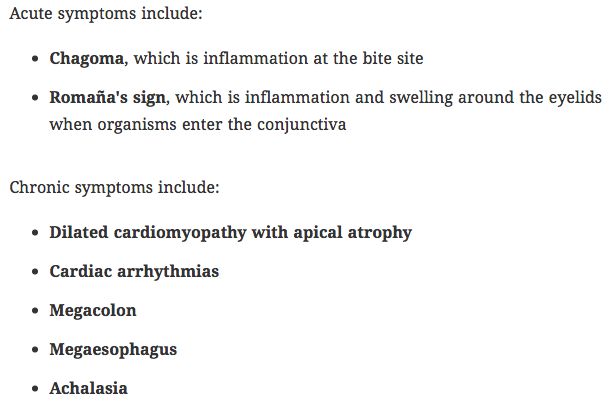 Acute symptoms include:
• Chagoma, which is inflammation at the bite site
• Romaña's sign, which is inflammation and swelling around the eyelids
when organisms enter the conjunctiva
Chronic symptoms include:
• Dilated cardiomyopathy with apical atrophy
• Cardiac arrhythmias
• Megacolon
• Megaesophagus
• Achalasia